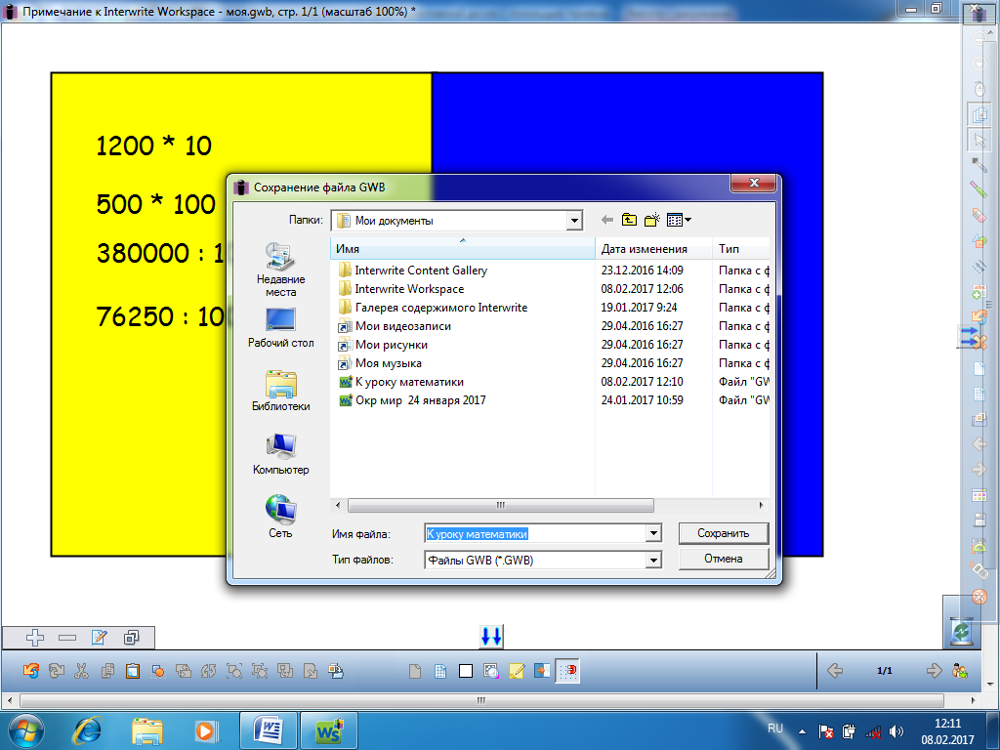 Примечание к Interwrite Workspace - моя.gwb, стр. 1/1 (масштаб 100%) *
1200 * 10
500 * 100
380000 : 1
76250 : 10
Сохранение файла GWB
Папки: Мои документы
Имя Дата изменения Тип
Interwrite Content Gallery 23.12.2016 14:09 Папка с ф
Interwrite Workspace 08.02.2017 12:06 Папка с ф
Галерея содержимого Interwrite 19.01.2017 9:24 Папка с ф
Мои видеозаписи 29.04.2016 16:27 Папка с ф
Мои рисунки 29.04.2016 16:27 Папка с ф
Моя музыка 29.04.2016 16:27 Папка с ф
К уроку математики 08.02.2017 12:10 Файл "GW
Окр мир 24 января 2017 24.01.2017 10:59 Файл "GW
Недавние
места
Рабочий стол
Библиотеки
Компьютер
Сеть
Имя файла: К уроку математики Сохранить
Тип файлов: Файлы GWB (*.GWB) Отмена
1/1
RU 12:11
08.02.2017